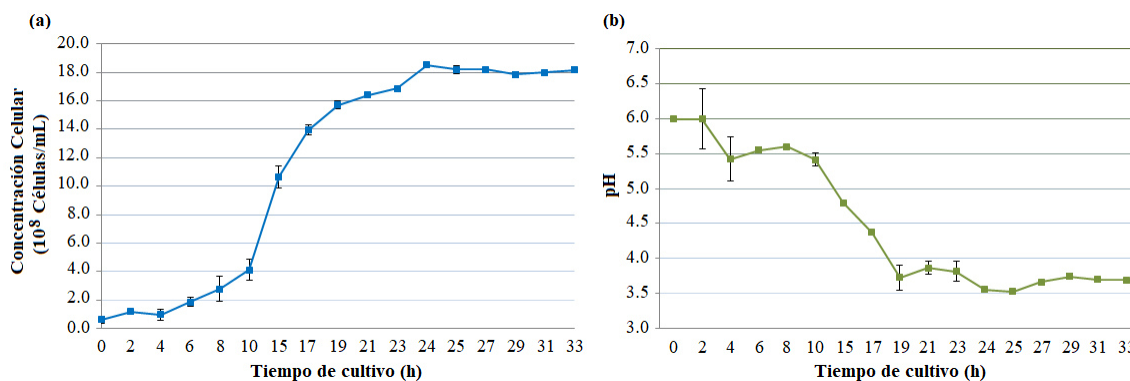 (a)
20.0
18.0
16.0
14.0
12.0
10.0
8.0
6.0
4.0
2.0
0.0
Concentración Celular
(10⁸ Células/mL)
0 2 4 6 8 10 15 17 19 21 23 24 25 27 29 31 33
Tiempo de cultivo (h)
(b)
7.0
6.5
6.0
5.5
5.0
4.5
4.0
3.5
3.0
pH
0 2 4 6 8 10 15 17 19 21 23 24 25 27 29 31 33
Tiempo de cultivo (h)